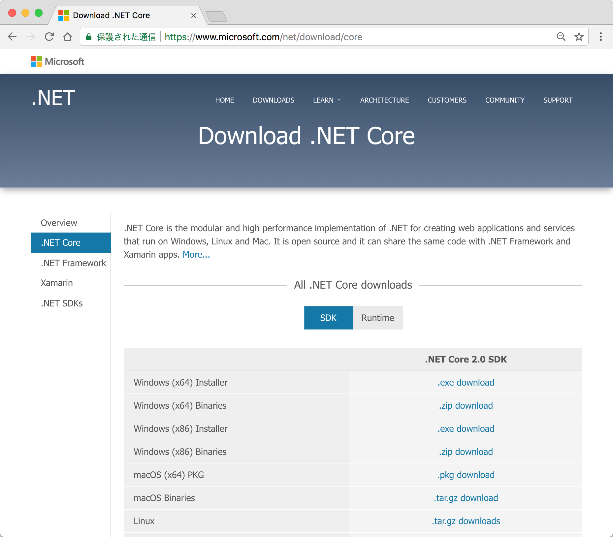 Download .NET Core
保護された通信 https://www.microsoft.com/net/download/core
Microsoft
.NET HOME DOWNLOADS LEARN ARCHITECTURE CUSTOMERS COMMUNITY SUPPORT
Download .NET Core
Overview
.NET Core
.NET Framework
Xamarin
.NET SDKs
.NET Core is the modular and high performance implementation of .NET for creating web applications and services
that run on Windows, Linux and Mac. It is open source and it can share the same code with .NET Framework and
Xamarin apps. More...
All .NET Core downloads
SDK Runtime
.NET Core 2.0 SDK
Windows (x64) Installer .exe download
Windows (x64) Binaries .zip download
Windows (x86) Installer .exe download
Windows (x86) Binaries .zip download
macOS (x64) PKG .pkg download
macOS Binaries .tar.gz download
Linux .tar.gz downloads